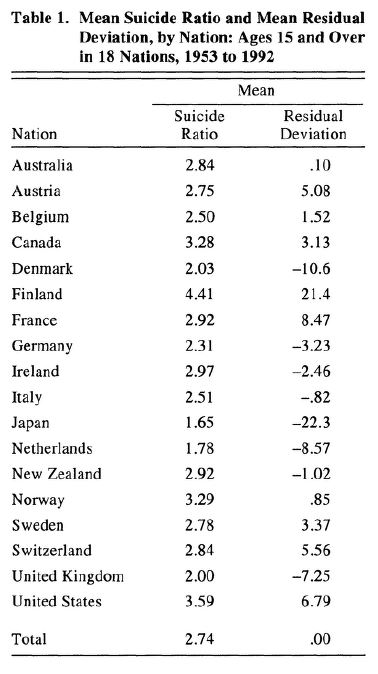 Table 1. Mean Suicide Ratio and Mean Residual
Deviation, by Nation: Ages 15 and Over
in 18 Nations, 1953 to 1992
Mean
Suicide Residual
Nation Ratio Deviation
Australia 2.84 .10
Austria 2.75 5.08
Belgium 2.50 1.52
Canada 3.28 3.13
Denmark 2.03 −10.6
Finland 4.41 21.4
France 2.92 8.47
Germany 2.31 −3.23
Ireland 2.97 −2.46
Italy 2.51 −.82
Japan 1.65 −22.3
Netherlands 1.78 −8.57
New Zealand 2.92 −1.02
Norway 3.29 .85
Sweden 2.78 3.37
Switzerland 2.84 5.56
United Kingdom 2.00 −7.25
United States 3.59 6.79
Total 2.74 .00